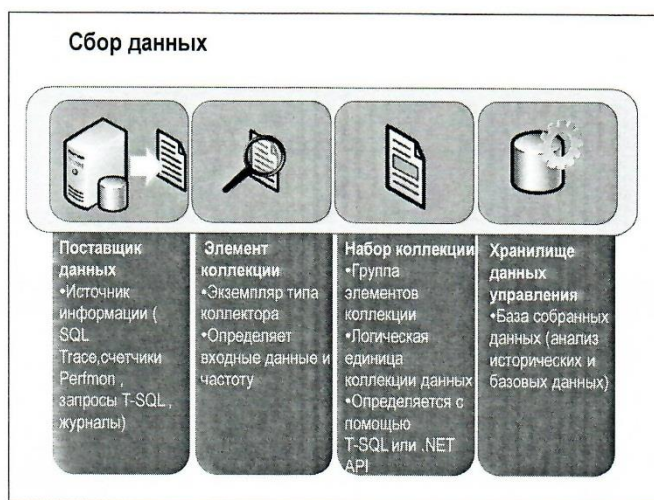 Сбор данных
Поставщик
данных
•Источник
информации (
SQL
Trace,счетчики
Perfmon ,
запросы T-SQL ,
журналы)
Элемент
коллекции
•Экземпляр типа
коллектора
•Определяет
входные данные и
частоту
Набор коллекции
•Группа
элементов
коллекции
•Логическая
единица
коллекции данных
•Определяется с
помощью
T-SQL или .NET
API
Хранилище
данных
управления
•База собранных
данных (анализ
исторических и
базовых данных)